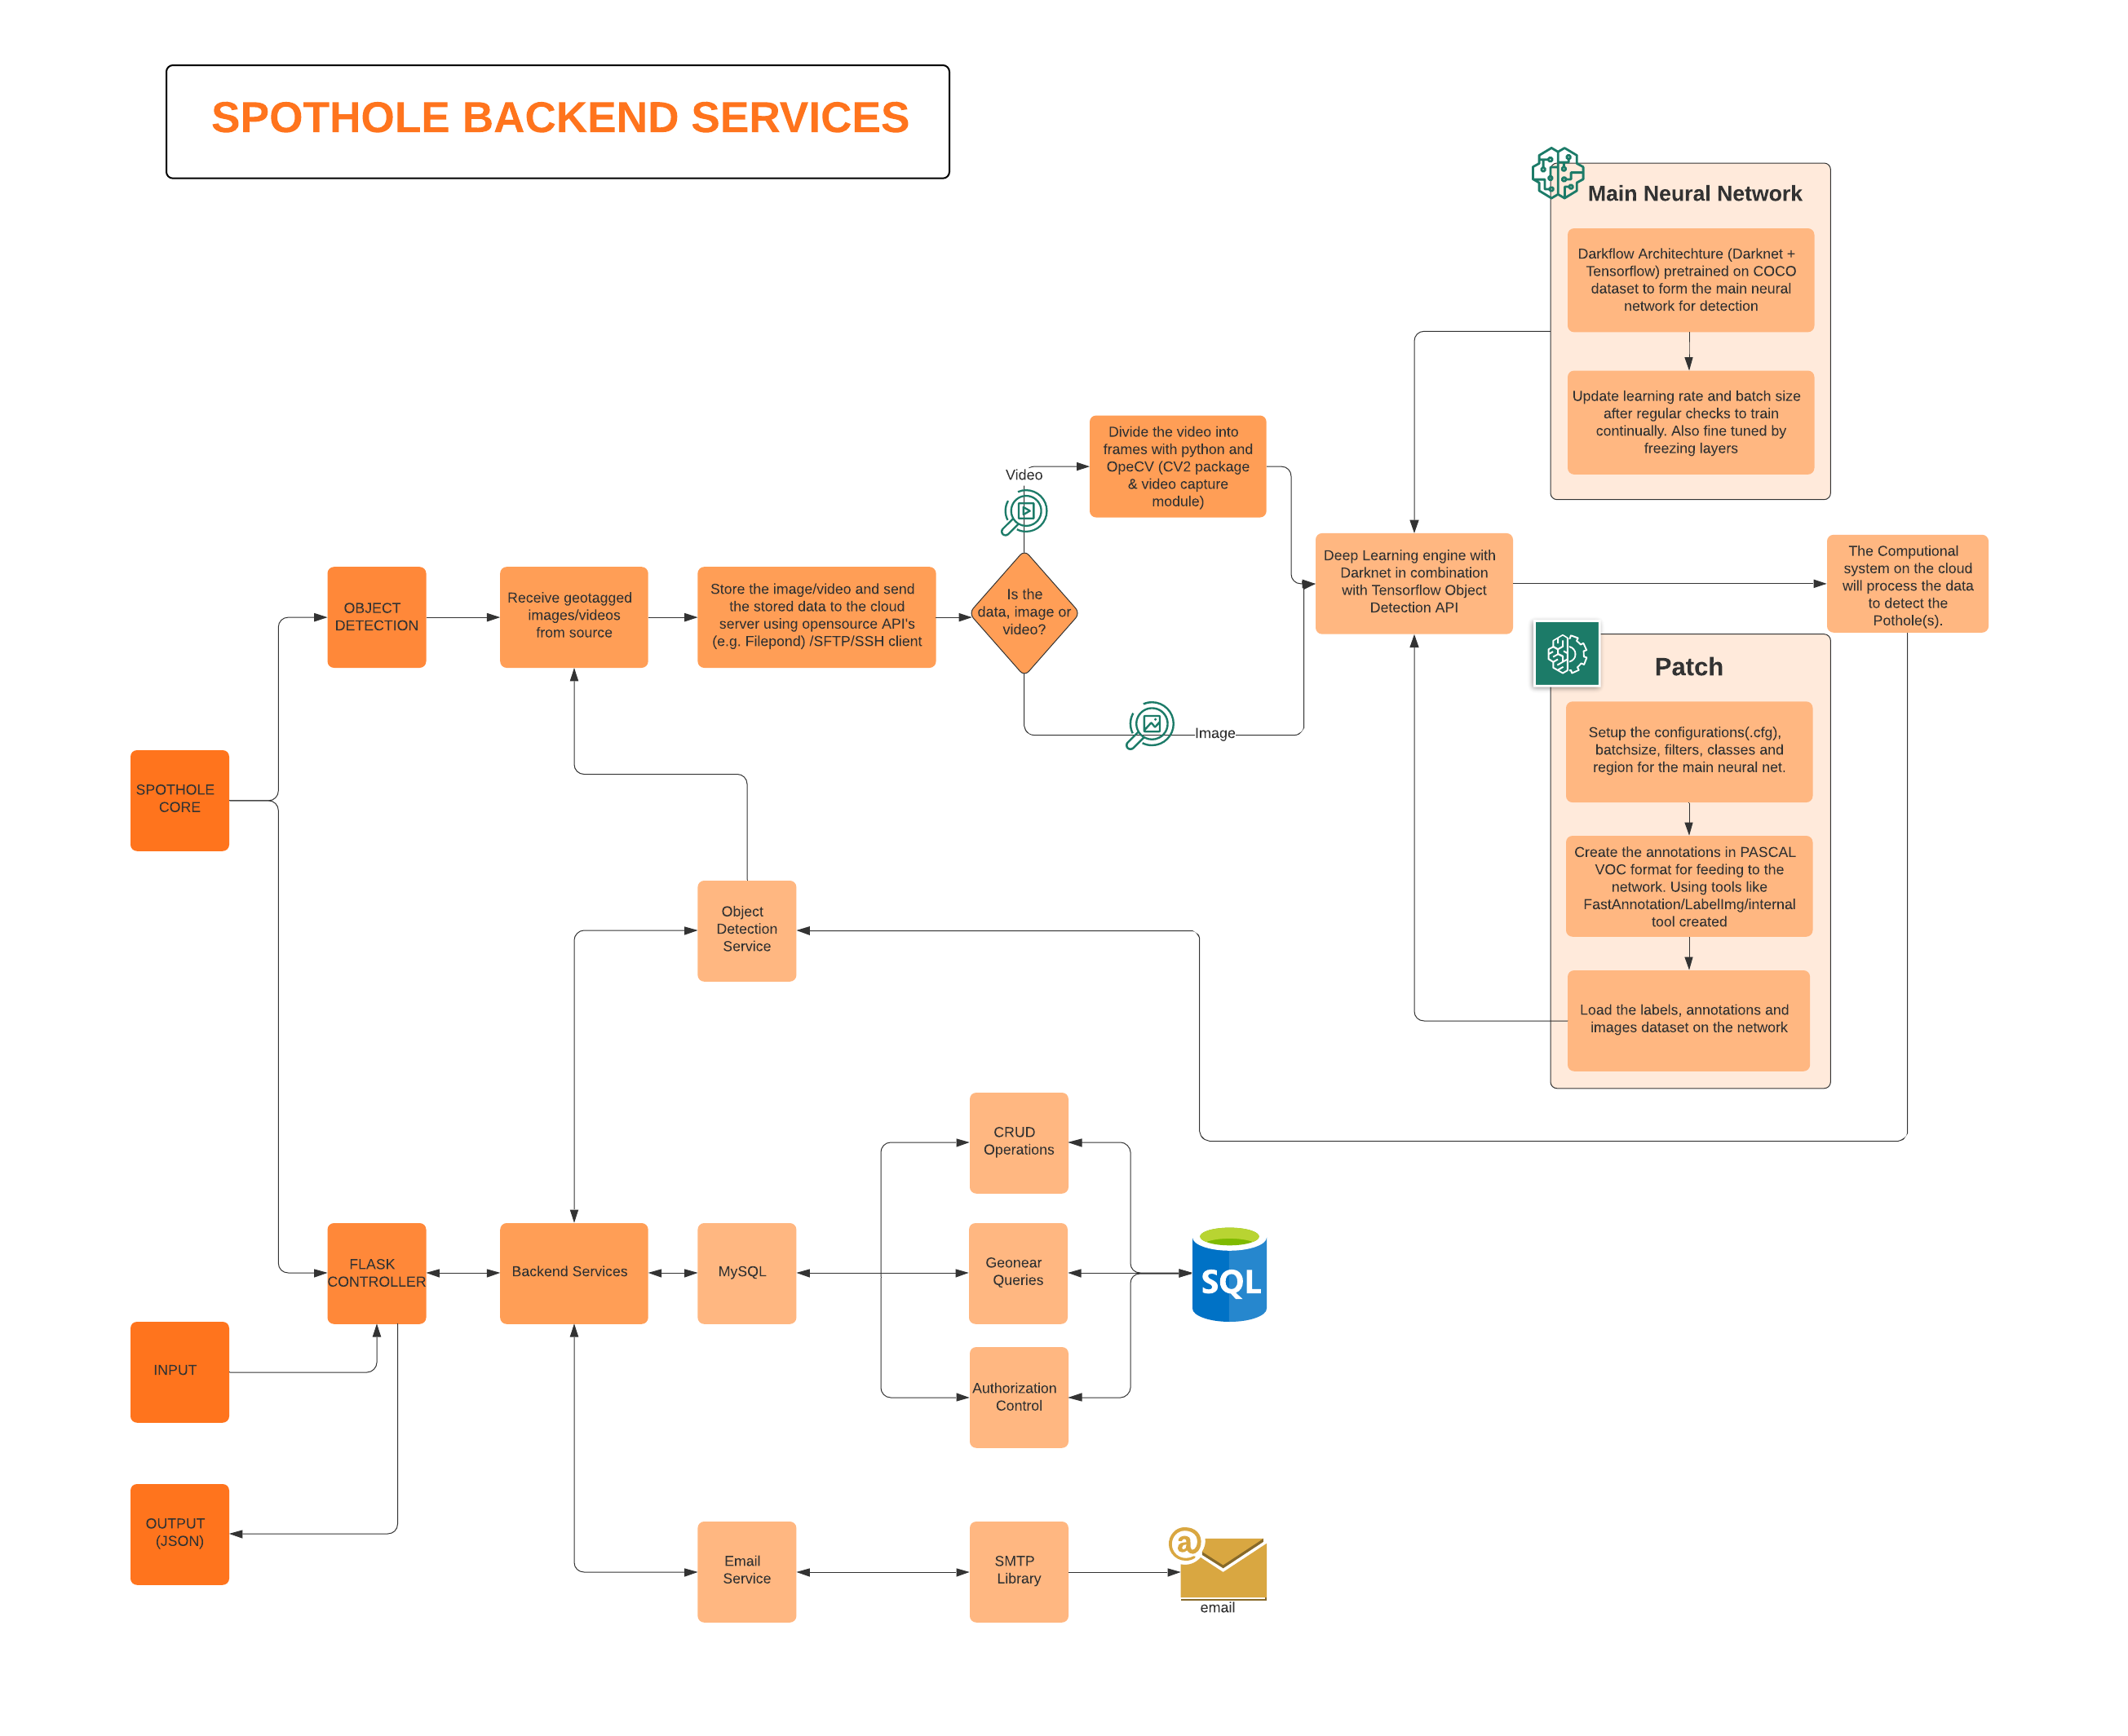 SPOTHOLE BACKEND SERVICES
Main Neural Network
Darkflow Architechture (Darknet +
Tensorflow) pretrained on COCO
dataset to form the main neural
network for detection
Update learning rate and batch size
after regular checks to train
continually. Also fine tuned by
freezing layers
Divide the video into
frames with python and
OpeCV (CV2 package
& video capture
module)
Video
OBJECT
DETECTION
Receive geotagged
images/videos
from source
Store the image/video and send
the stored data to the cloud
server using opensource API's
(e.g. Filepond) /SFTP/SSH client
Is the
data, image or
video?
Image
Deep Learning engine with
Darknet in combination
with Tensorflow Object
Detection API
The Computional
system on the cloud
will process the data
to detect the
Pothole(s).
Patch
Setup the configurations(.cfg),
batchsize, filters, classes and
region for the main neural net.
Create the annotations in PASCAL
VOC format for feeding to the
network. Using tools like
FastAnnotation/LabelImg/internal
tool created
Load the labels, annotations and
images dataset on the network
SPOTHOLE
CORE
Object
Detection
Service
CRUD
Operations
FLASK
CONTROLLER
Backend Services
MySQL
Geonear
Queries
SQL
Authorization
Control
INPUT
OUTPUT
(JSON)
Email
Service
SMTP
Library
@
email